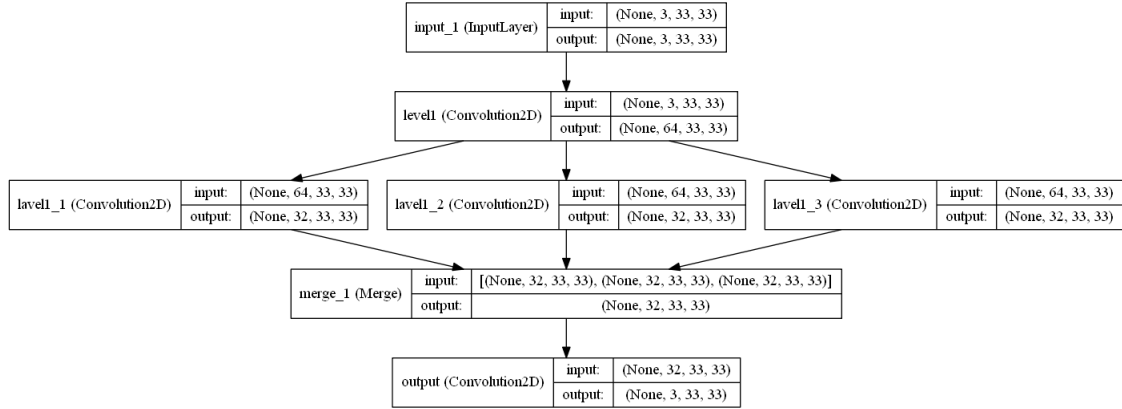 input_1 (InputLayer)
input: (None, 3, 33, 33)
output: (None, 3, 33, 33)
level1 (Convolution2D)
input: (None, 3, 33, 33)
output: (None, 64, 33, 33)
lavel1_1 (Convolution2D)
input: (None, 64, 33, 33)
output: (None, 32, 33, 33)
lavel1_2 (Convolution2D)
input: (None, 64, 33, 33)
output: (None, 32, 33, 33)
lavel1_3 (Convolution2D)
input: (None, 64, 33, 33)
output: (None, 32, 33, 33)
merge_1 (Merge)
input: [(None, 32, 33, 33), (None, 32, 33, 33), (None, 32, 33, 33)]
output: (None, 32, 33, 33)
output (Convolution2D)
input: (None, 32, 33, 33)
output: (None, 3, 33, 33)